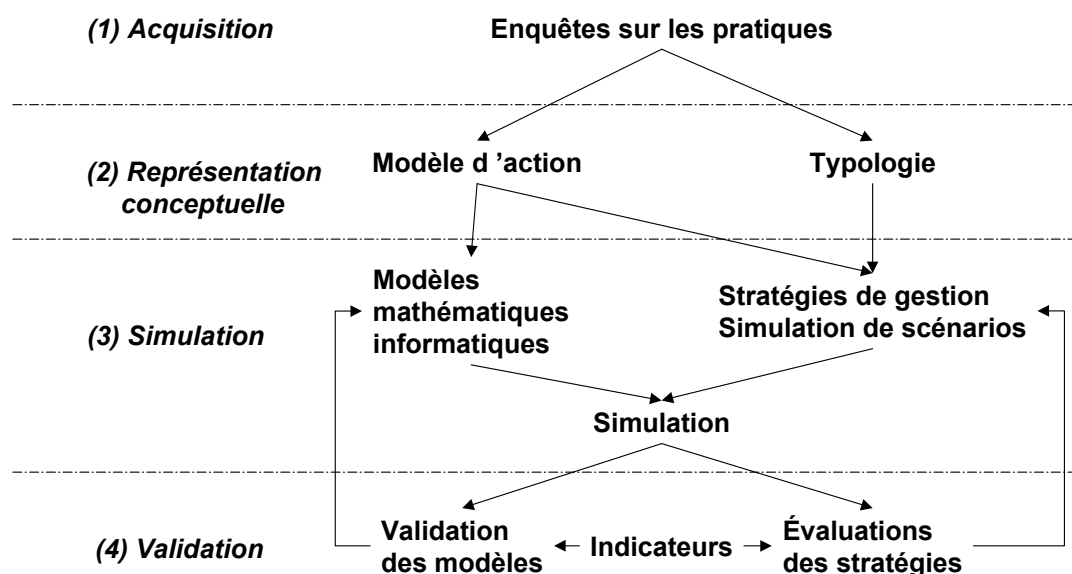 (1) Acquisition
Enquêtes sur les pratiques
(2) Représentation
conceptuelle
Modèle d ’action
Typologie
(3) Simulation
Modèles
mathématiques
informatiques
Stratégies de gestion
Simulation de scénarios
Simulation
(4) Validation
Validation
des modèles
Indicateurs
Évaluations
des stratégies